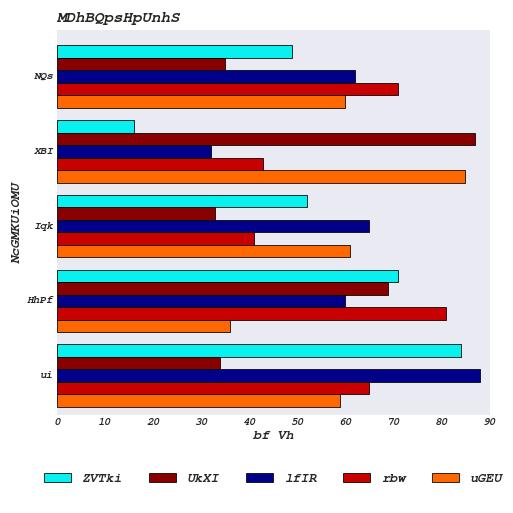 MDhBQpsHpUnhS
NQs
XBI
Iqk
HhPf
ui
NcGMKUiOMU
0 10 20 30 40 50 60 70 80 90
bf Vh
ZVTki UkXI lfIR rbw uGEU